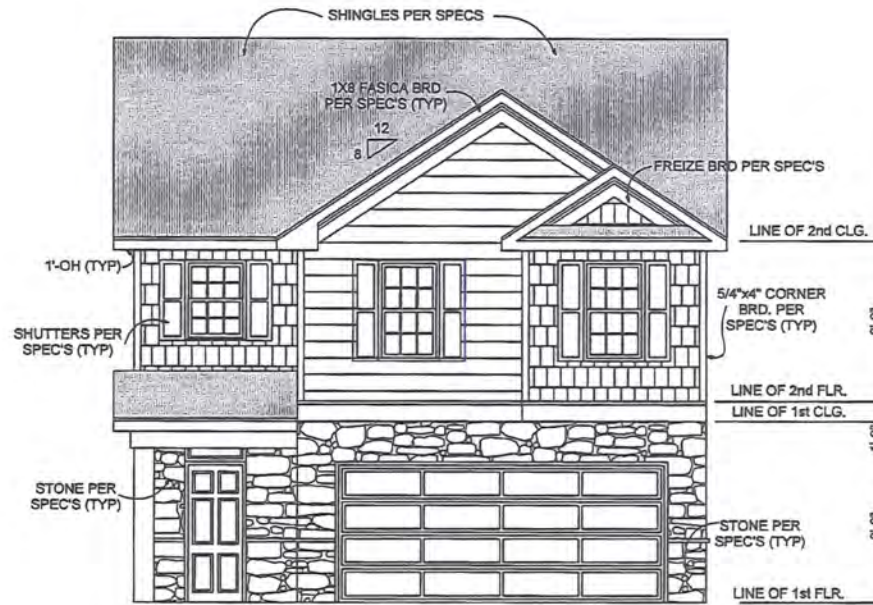 SHINGLES PER SPECS
1X8 FASICA BRD
PER SPEC'S (TYP)
12
8
FREIZE BRD PER SPEC'S
LINE OF 2nd CLG.
1'-OH (TYP)
5/4"x4" CORNER
BRD. PER
SPEC'S (TYP)
SHUTTERS PER
SPEC'S (TYP)
LINE OF 2nd FLR.
LINE OF 1st CLG.
STONE PER
SPEC'S (TYP)
STONE PER
SPEC'S (TYP)
LINE OF 1st FLR.